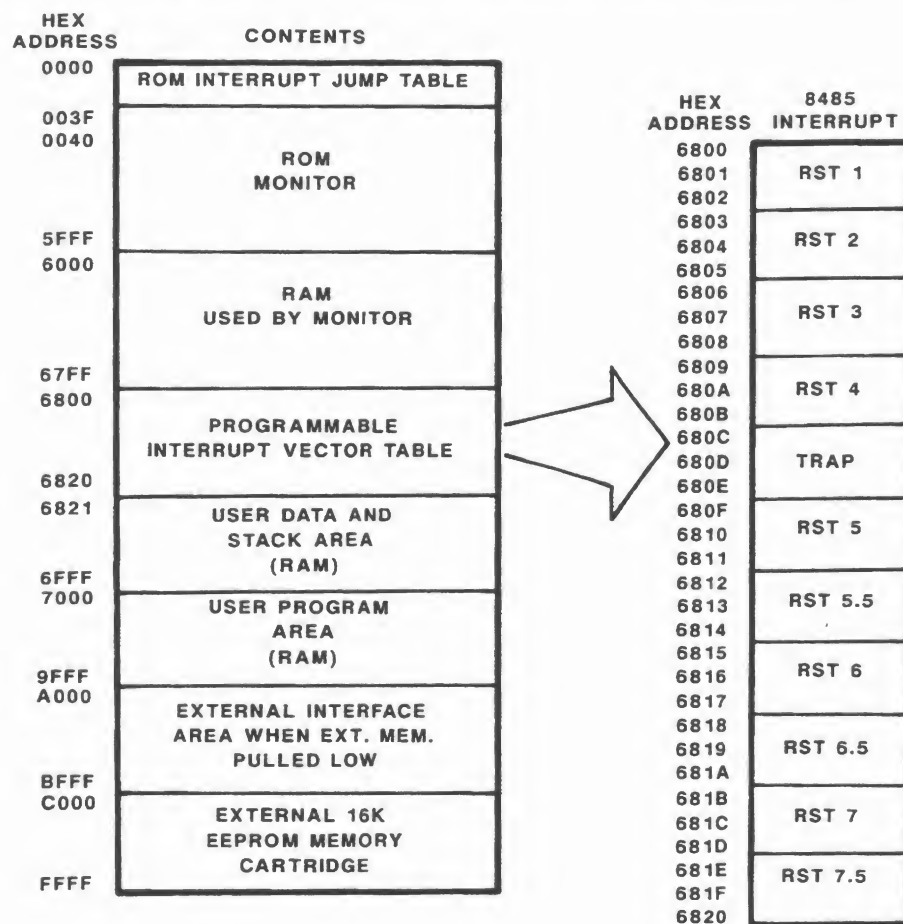 HEX
ADDRESS
CONTENTS
0000
ROM INTERRUPT JUMP TABLE
003F
0040
ROM
MONITOR
5FFF
6000
RAM
USED BY MONITOR
67FF
6800
PROGRAMMABLE
INTERRUPT VECTOR TABLE
6820
6821
USER DATA AND
STACK AREA
(RAM)
6FFF
7000
USER PROGRAM
AREA
(RAM)
9FFF
A000
EXTERNAL INTERFACE
AREA WHEN EXT. MEM.
PULLED LOW
BFFF
C000
EXTERNAL 16K
EEPROM MEMORY
CARTRIDGE
FFFF
HEX
ADDRESS
8485
INTERRUPT
6800
6801 RST 1
6802
6803
6804 RST 2
6805
6806
6807 RST 3
6808
6809
680A RST 4
680B
680C
680D TRAP
680E
680F
6810 RST 5
6811
6812
6813 RST 5.5
6814
6815
6816 RST 6
6817
6818
6819 RST 6.5
681A
681B
681C RST 7
681D
681E
681F RST 7.5
6820